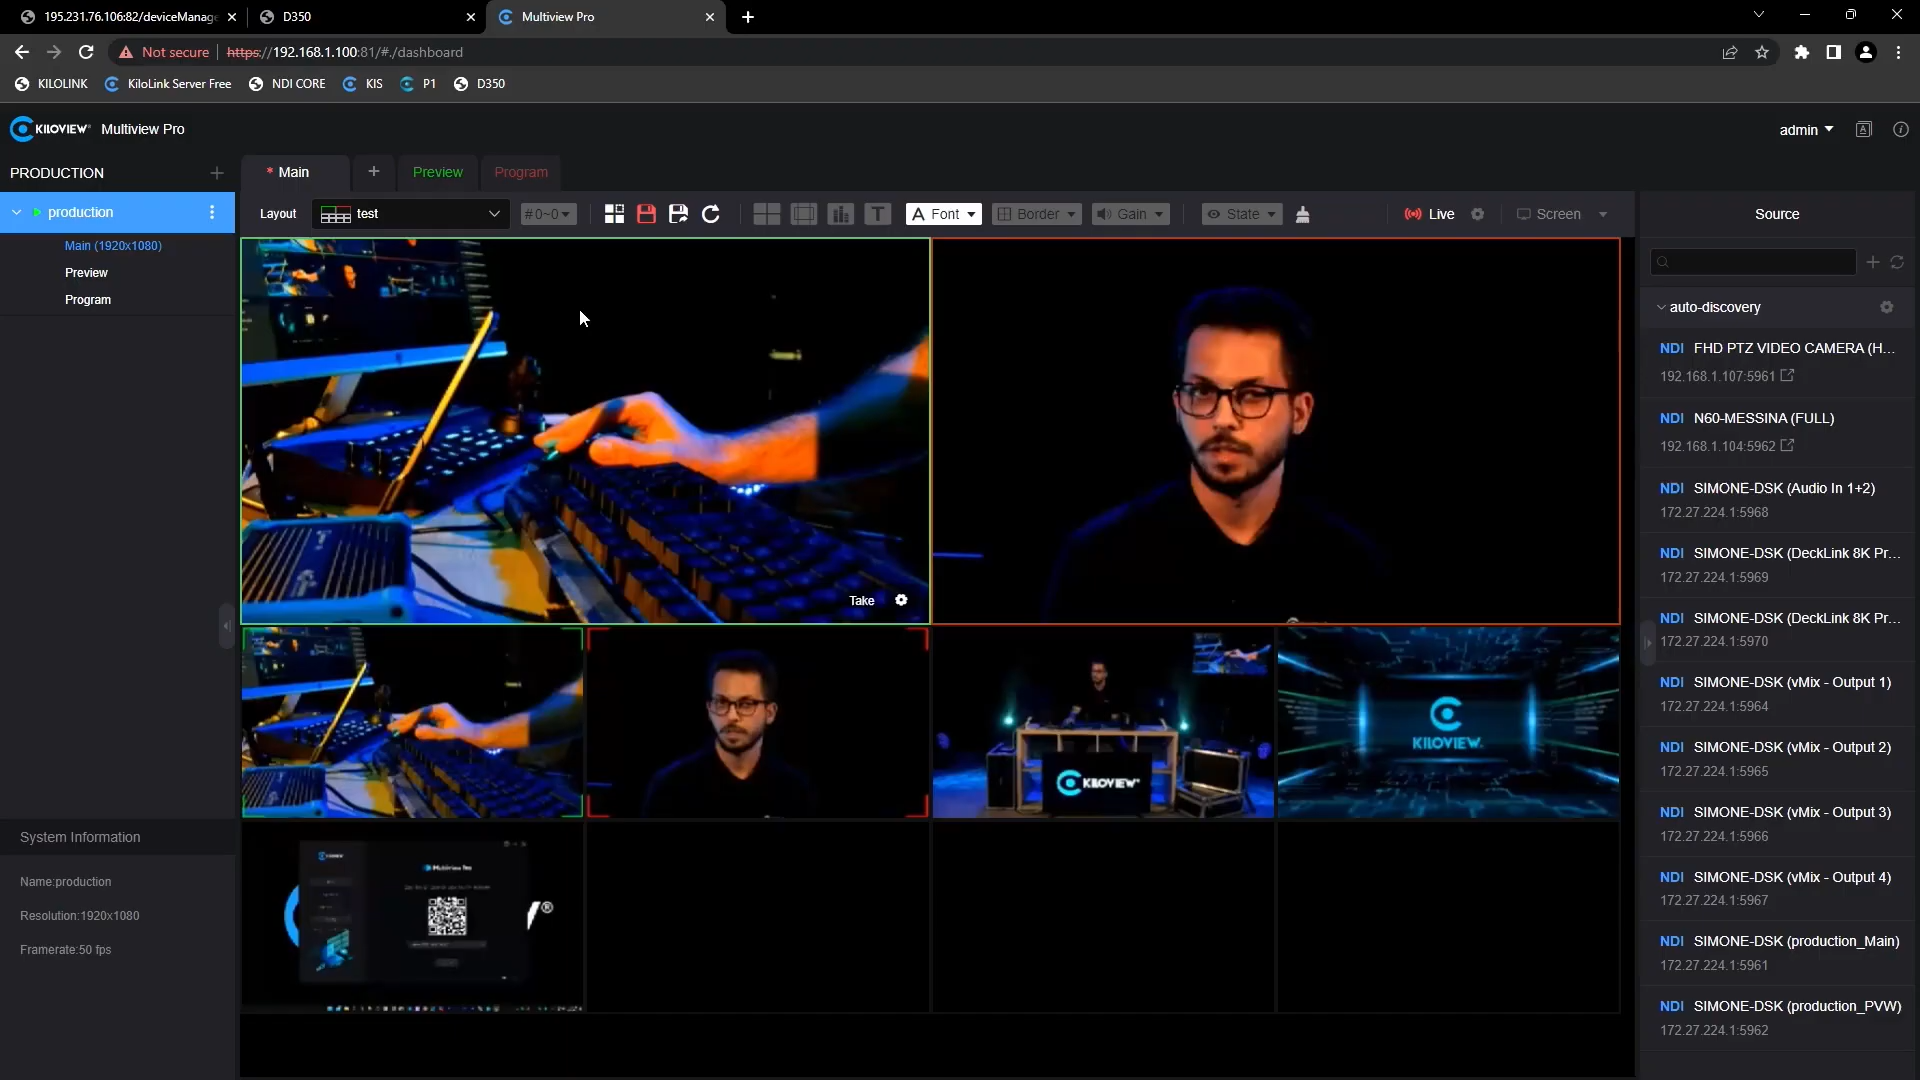 195.231.76.106:82/deviceManage
D350
Multiview Pro
Not secure
https://192.168.1.100:81/#./dashboard
KILOLINK
KiloLink Server Free
NDI CORE
KIS
P1
D350
KILOVIEW® Multiview Pro
admin
PRODUCTION
* Main
Preview
Program
production
Layout
test
#0~0
T
A Font
Border
Gain
State
Live
Screen
Source
Main (1920x1080)
Preview
Program
auto-discovery
NDI FHD PTZ VIDEO CAMERA (H...
192.168.1.107:5961
NDI N60-MESSINA (FULL)
192.168.1.104:5962
NDI SIMONE-DSK (Audio In 1+2)
172.27.224.1:5968
NDI SIMONE-DSK (DeckLink 8K Pr...
172.27.224.1:5969
NDI SIMONE-DSK (DeckLink 8K Pr...
172.27.224.1:5970
NDI SIMONE-DSK (vMix - Output 1)
172.27.224.1:5964
NDI SIMONE-DSK (vMix - Output 2)
172.27.224.1:5965
NDI SIMONE-DSK (vMix - Output 3)
172.27.224.1:5966
NDI SIMONE-DSK (vMix - Output 4)
172.27.224.1:5967
NDI SIMONE-DSK (production_Main)
172.27.224.1:5961
NDI SIMONE-DSK (production_PVW)
172.27.224.1:5962
Take
KILOVIEW
KILOVIEW
Multiview Pro
System Information
Name:production
Resolution:1920x1080
Framerate:50 fps